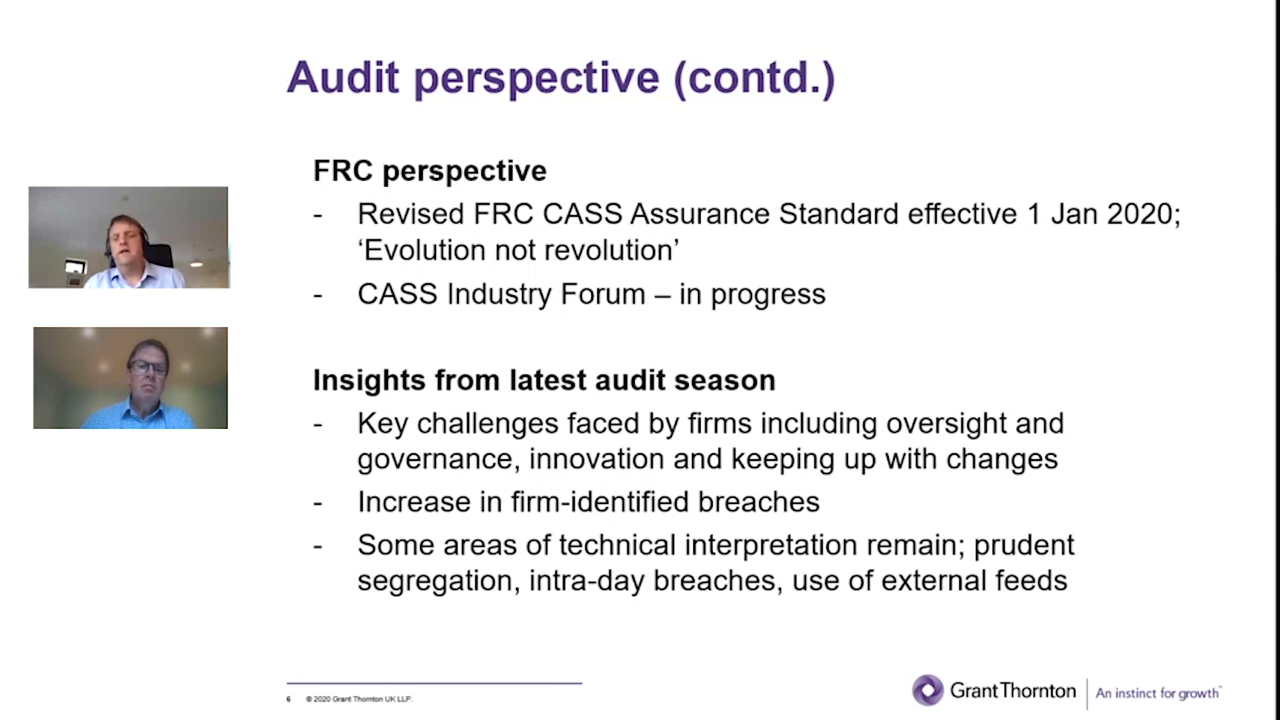 Audit perspective (contd.)
FRC perspective
- Revised FRC CASS Assurance Standard effective 1 Jan 2020;
‘Evolution not revolution’
- CASS Industry Forum – in progress
Insights from latest audit season
- Key challenges faced by firms including oversight and
governance, innovation and keeping up with changes
- Increase in firm-identified breaches
- Some areas of technical interpretation remain; prudent
segregation, intra-day breaches, use of external feeds
6 © 2020 Grant Thornton UK LLP.
Grant Thornton An instinct for growth™